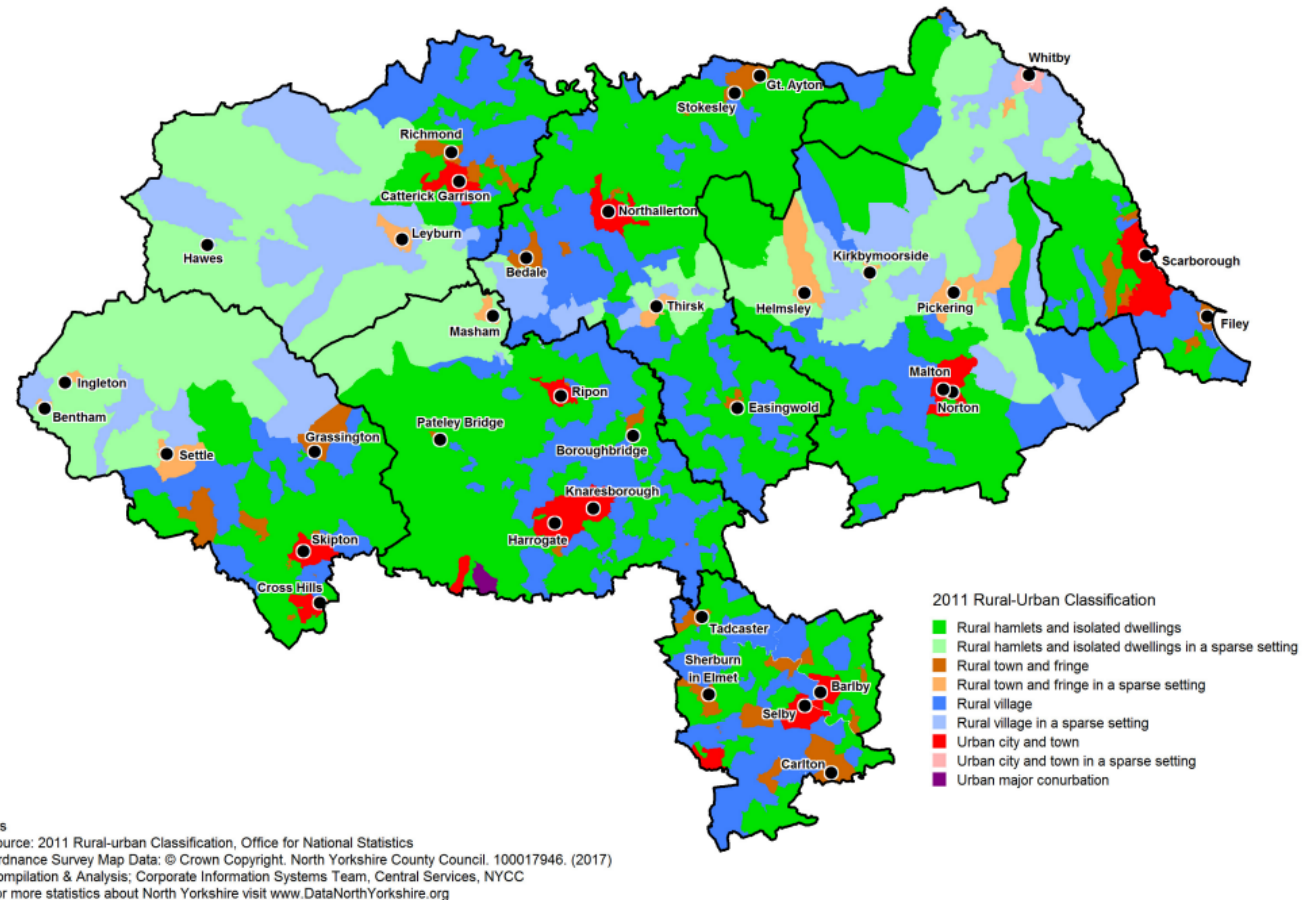 Whitby
Gt. Ayton
Stokesley
Richmond
Catterick Garrison
Northallerton
Leyburn
Hawes
Bedale
Kirkbymoorside
Scarborough
Thirsk
Helmsley
Pickering
Masham
Filey
Ingleton
Malton
Ripon
Norton
Bentham
Easingwold
Pateley Bridge
Grassington
Boroughbridge
Settle
Knaresborough
Harrogate
Skipton
Cross Hills
Tadcaster
Sherburn
in Elmet
Barlby
Selby
Carlton
2011 Rural-Urban Classification
Rural hamlets and isolated dwellings
Rural hamlets and isolated dwellings in a sparse setting
Rural town and fringe
Rural town and fringe in a sparse setting
Rural village
Rural village in a sparse setting
Urban city and town
Urban city and town in a sparse setting
Urban major conurbation
s
ource: 2011 Rural-urban Classification, Office for National Statistics
rdnance Survey Map Data: © Crown Copyright. North Yorkshire County Council. 100017946. (2017)
ompilation & Analysis; Corporate Information Systems Team, Central Services, NYCC
or more statistics about North Yorkshire visit www.DataNorthYorkshire.org